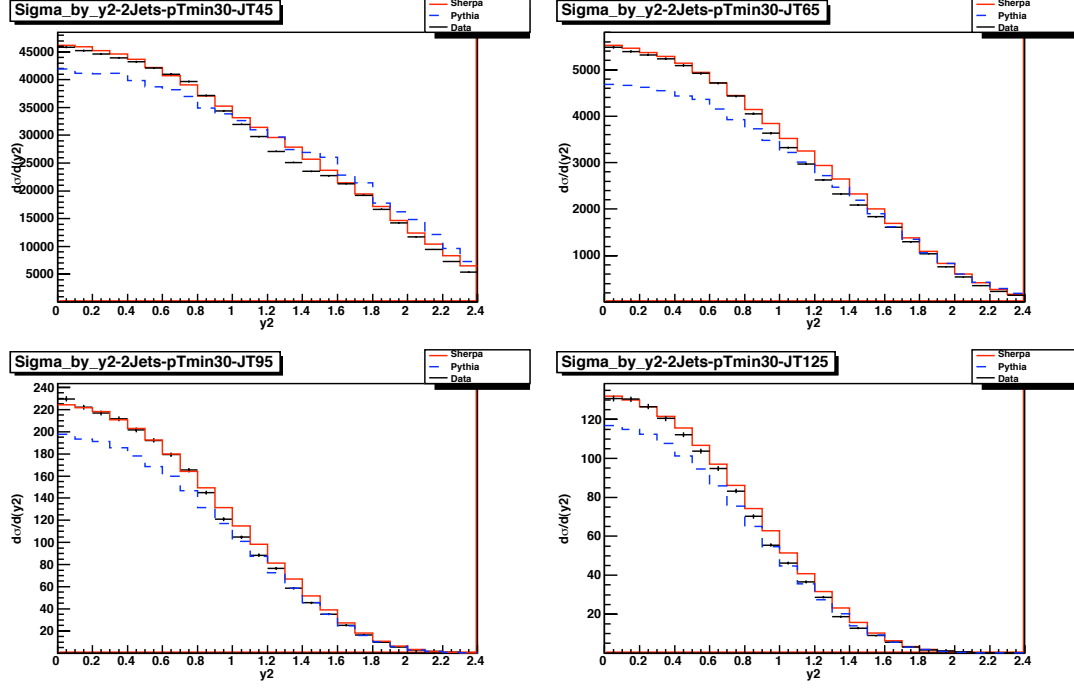 Sigma_by_y2-2Jets-pTmin30-JT45
Sherpa
Pythia
Data
dσ/d(y2)
45000
40000
35000
30000
25000
20000
15000
10000
5000
0 0.2 0.4 0.6 0.8 1 1.2 1.4 1.6 1.8 2 2.2 2.4
y2
Sigma_by_y2-2Jets-pTmin30-JT65
Sherpa
Pythia
Data
dσ/d(y2)
5000
4000
3000
2000
1000
0 0.2 0.4 0.6 0.8 1 1.2 1.4 1.6 1.8 2 2.2 2.4
y2
Sigma_by_y2-2Jets-pTmin30-JT95
Sherpa
Pythia
Data
dσ/d(y2)
240
220
200
180
160
140
120
100
80
60
40
20
0 0.2 0.4 0.6 0.8 1 1.2 1.4 1.6 1.8 2 2.2 2.4
y2
Sigma_by_y2-2Jets-pTmin30-JT125
Sherpa
Pythia
Data
dσ/d(y2)
120
100
80
60
40
20
0 0.2 0.4 0.6 0.8 1 1.2 1.4 1.6 1.8 2 2.2 2.4
y2